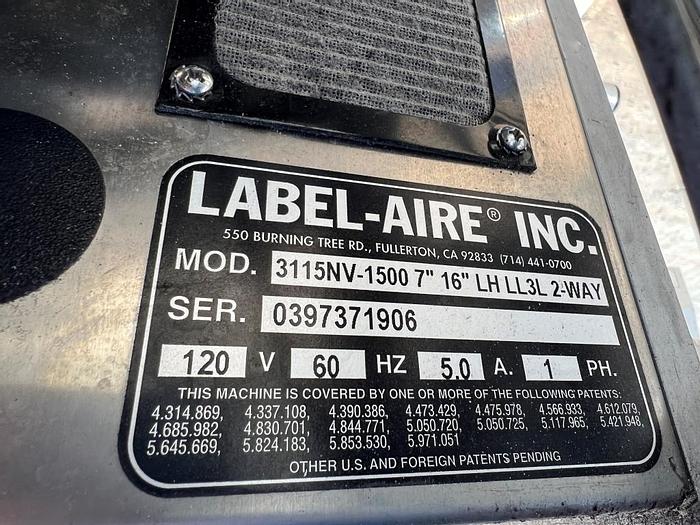 LABEL-AIRE® INC.
550 BURNING TREE RD., FULLERTON, CA 92833 (714) 441-0700
MOD. 3115NV-1500 7" 16" LH LL3L 2-WAY
SER. 0397371906
120 V 60 HZ 5.0 A. 1 PH.
THIS MACHINE IS COVERED BY ONE OR MORE OF THE FOLLOWING PATENTS:
4.314.869, 4.337.108, 4.390.386, 4.473.429, 4.475.978, 4.566.933, 4.612.079,
4.685.982, 4.830.701, 4.844.771, 5.050.720, 5.050.725, 5.117.965, 5.421.948,
5.645.669, 5.824.183, 5.853.530, 5.971.051
OTHER U.S. AND FOREIGN PATENTS PENDING